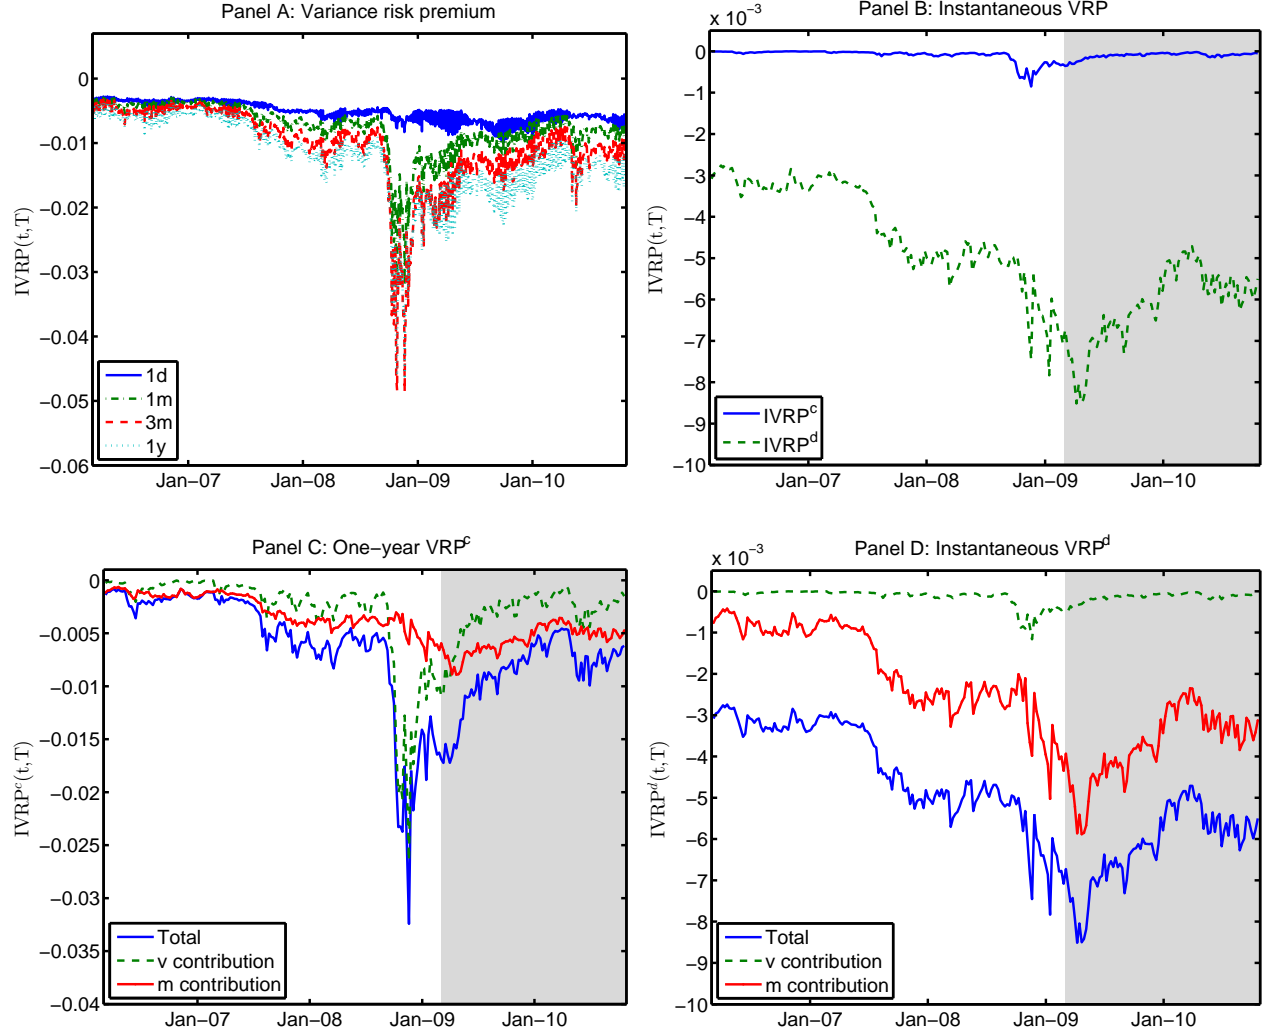 Panel A: Variance risk premium
0
−0.01
−0.02
−0.03
−0.04
−0.05
−0.06
IVRP(t,T)
1d
1m
3m
1y
Jan−07 Jan−08 Jan−09 Jan−10
Panel B: Instantaneous VRP
x 10−3
0
−1
−2
−3
−4
−5
−6
−7
−8
−9
−10
IVRP(t,T)
IVRPc
IVRPd
Jan−07 Jan−08 Jan−09 Jan−10
Panel C: One−year VRPc
0
−0.005
−0.01
−0.015
−0.02
−0.025
−0.03
−0.035
−0.04
IVRPc(t,T)
Total
v contribution
m contribution
Jan−07 Jan−08 Jan−09 Jan−10
Panel D: Instantaneous VRPd
x 10−3
0
−1
−2
−3
−4
−5
−6
−7
−8
−9
−10
IVRPd(t,T)
Total
v contribution
m contribution
Jan−07 Jan−08 Jan−09 Jan−10